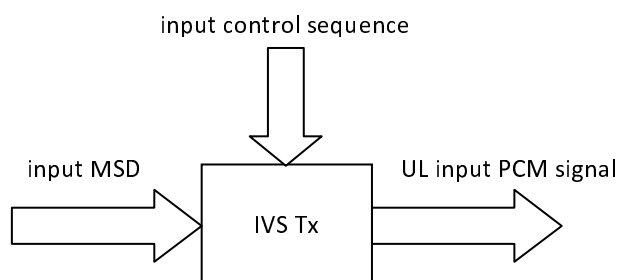 input control sequence
input MSD
UL input PCM signal
IVS Tx